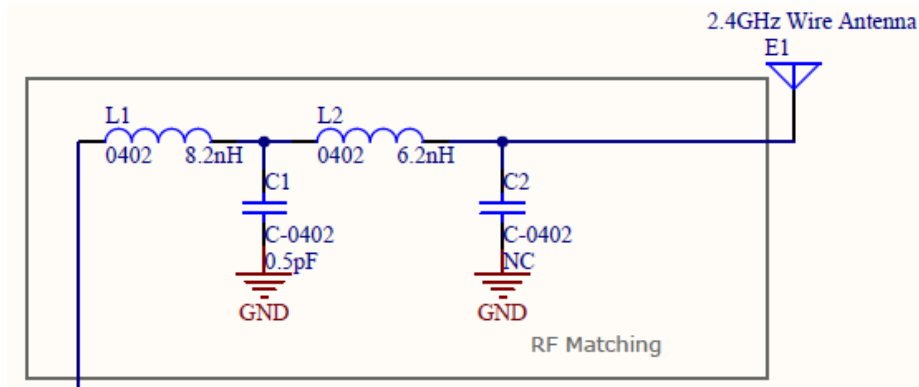 2.4GHz Wire Antenna
E1
L1
L2
0402 8.2nH
0402 6.2nH
C1
C2
C-0402
C-0402
0.5pF
NC
GND
GND
RF Matching